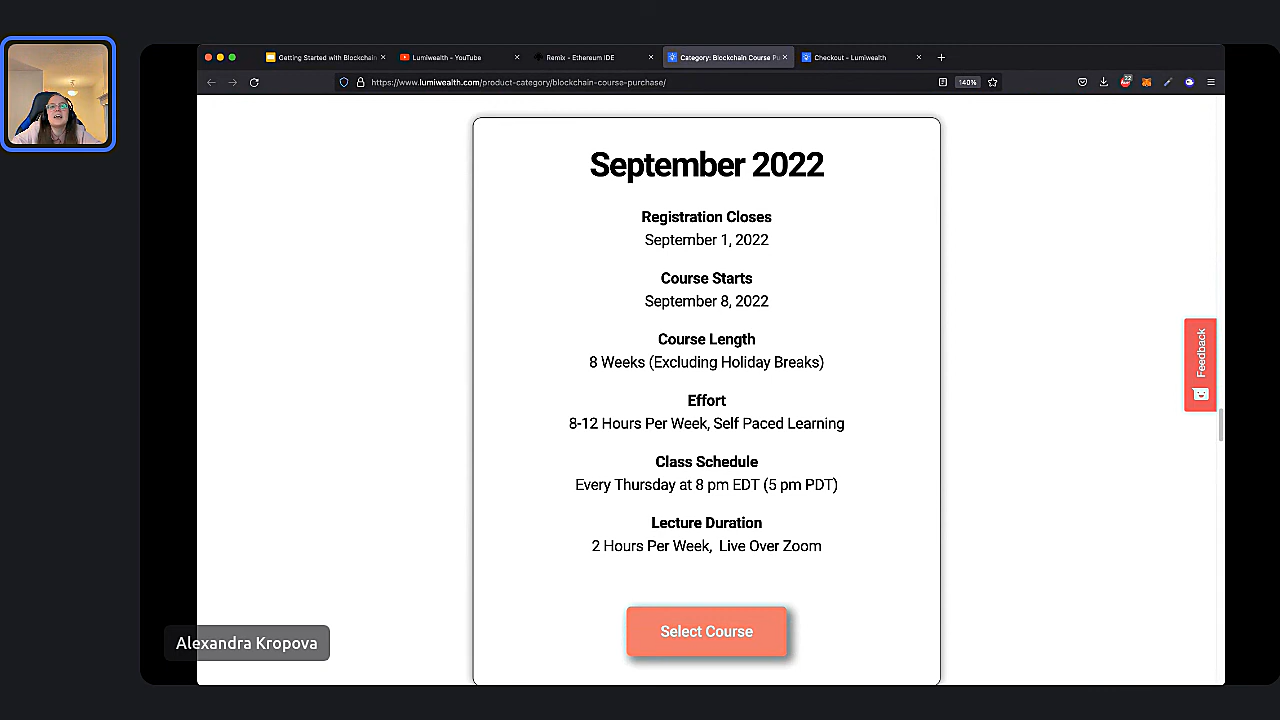 Getting Started with Blockchain
Lumiwealth - YouTube
Remix - Ethereum IDE
Category: Blockchain Course Pu
Checkout - Lumiwealth
https://www.lumiwealth.com/product-category/blockchain-course-purchase/
140%
22
September 2022
Registration Closes
September 1, 2022
Course Starts
September 8, 2022
Course Length
8 Weeks (Excluding Holiday Breaks)
Effort
8-12 Hours Per Week, Self Paced Learning
Class Schedule
Every Thursday at 8 pm EDT (5 pm PDT)
Lecture Duration
2 Hours Per Week, Live Over Zoom
Select Course
Feedback
Alexandra Kropova